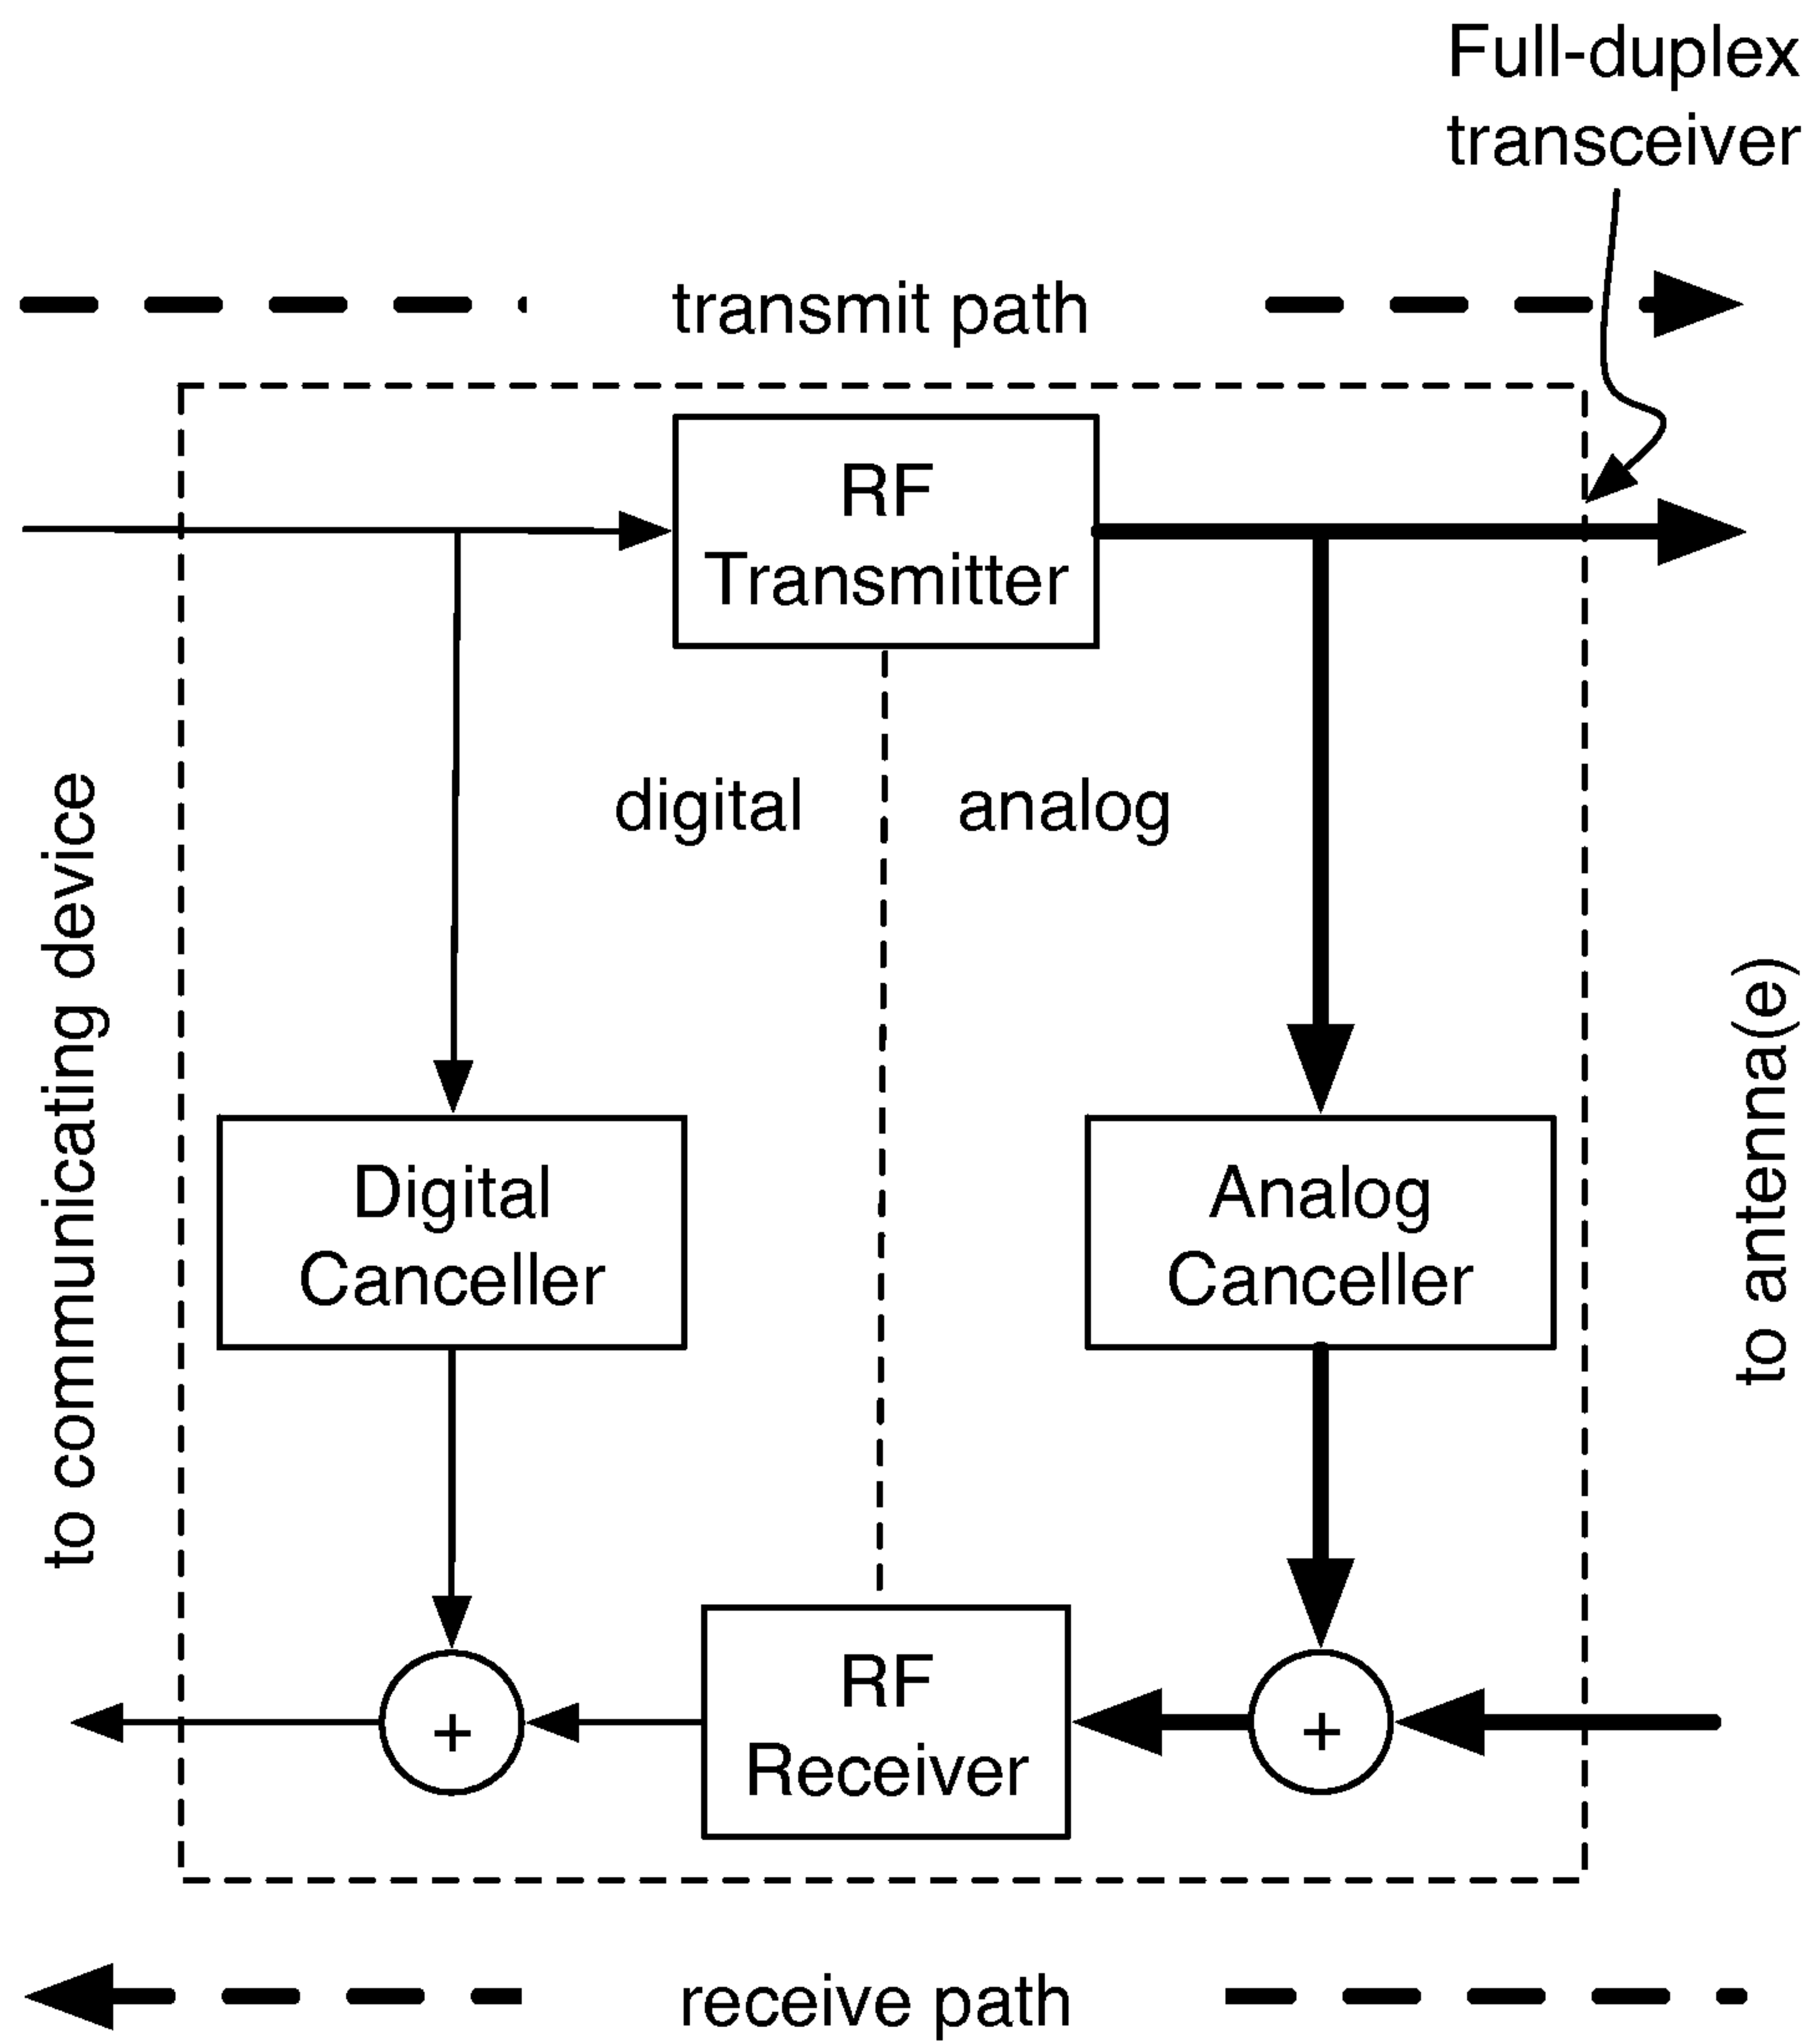 Full-duplex
transceiver
transmit path
RF
Transmitter
digital
analog
to communicating device
to antenna(e)
Digital
Canceller
Analog
Canceller
+
RF
Receiver
+
receive path